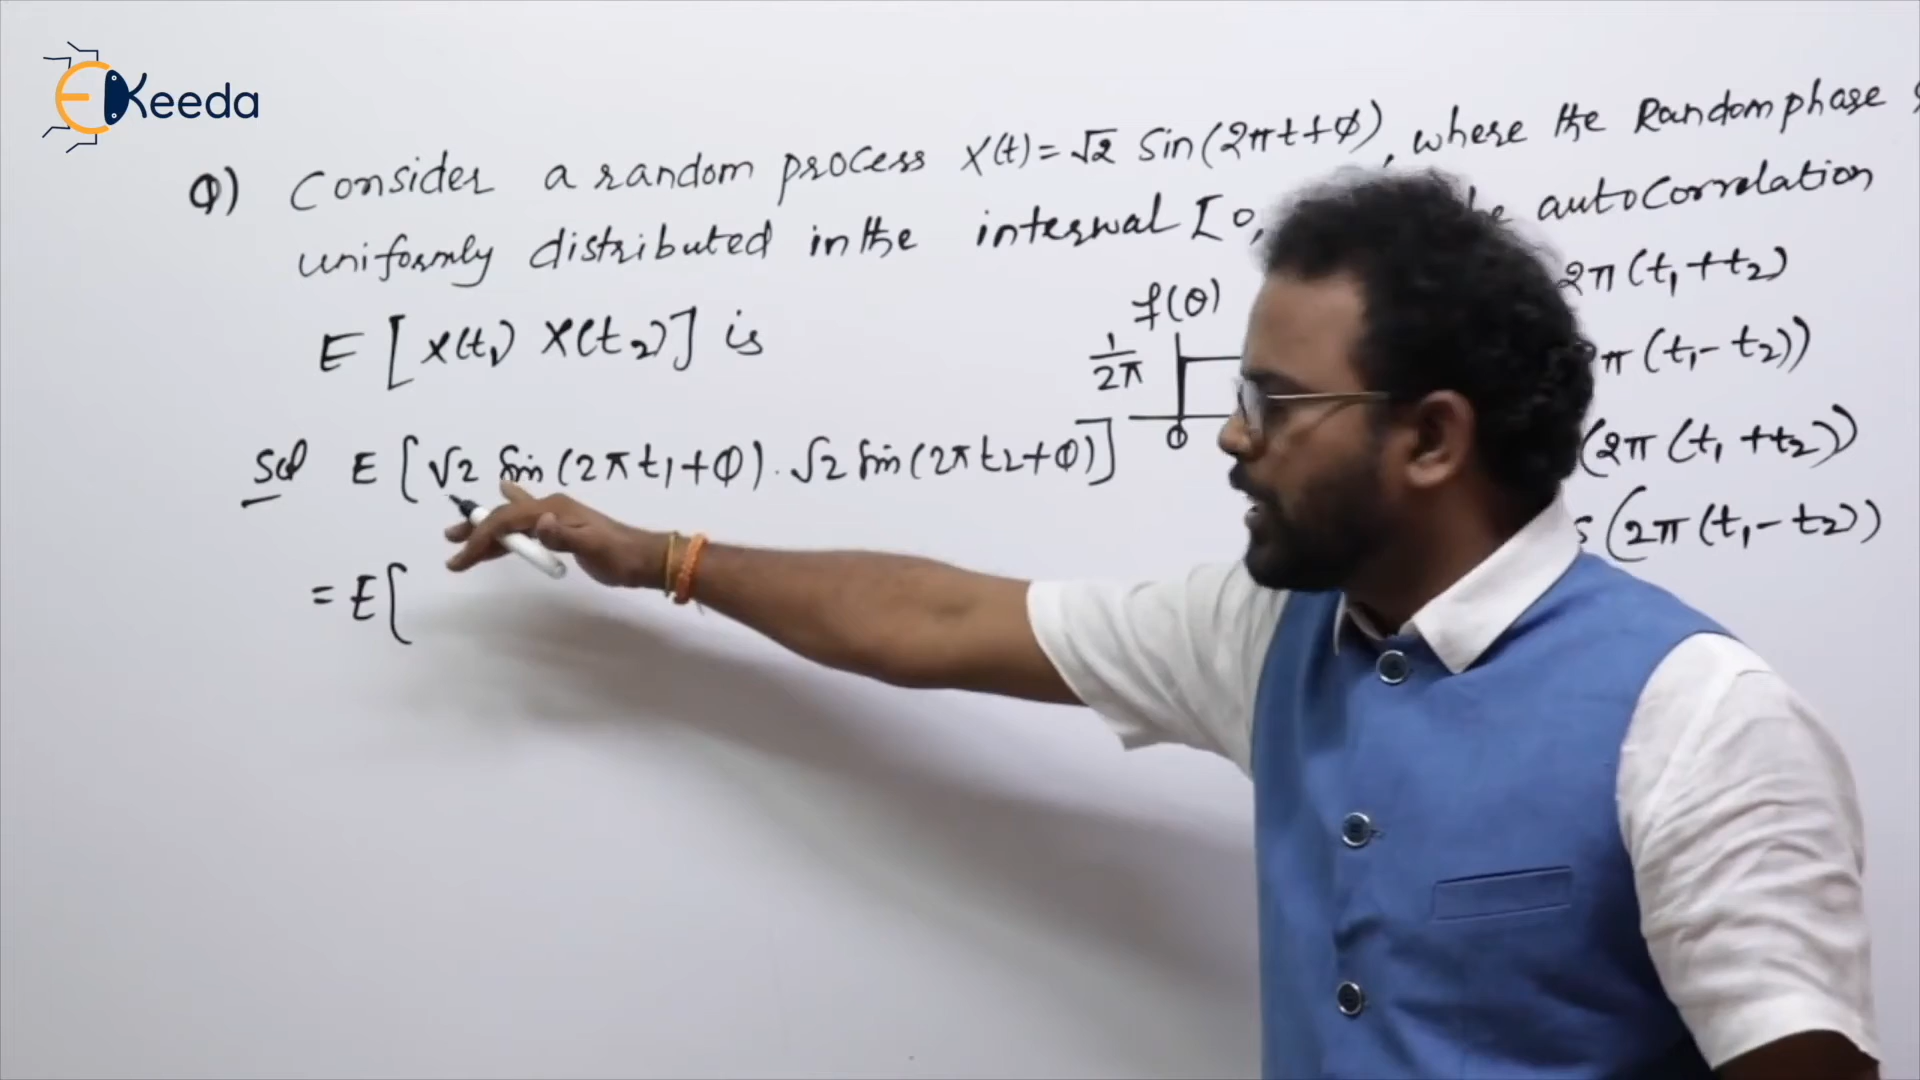 EKeeda
Q) Consider a random process X(t) = √2 Sin(2πt+φ), where the Random phase
uniformly distributed in the interval [0, autocorrelation
E [X(t₁) X(t₂)] is
f(θ)
1/2π
0
2π(t₁+t₂)
π(t₁-t₂))
(2π(t₁+t₂))
s(2π(t₁-t₂))
Sol E[√2 Sin(2πt₁+φ). √2 Sin(2πt₂+φ)]
= E[